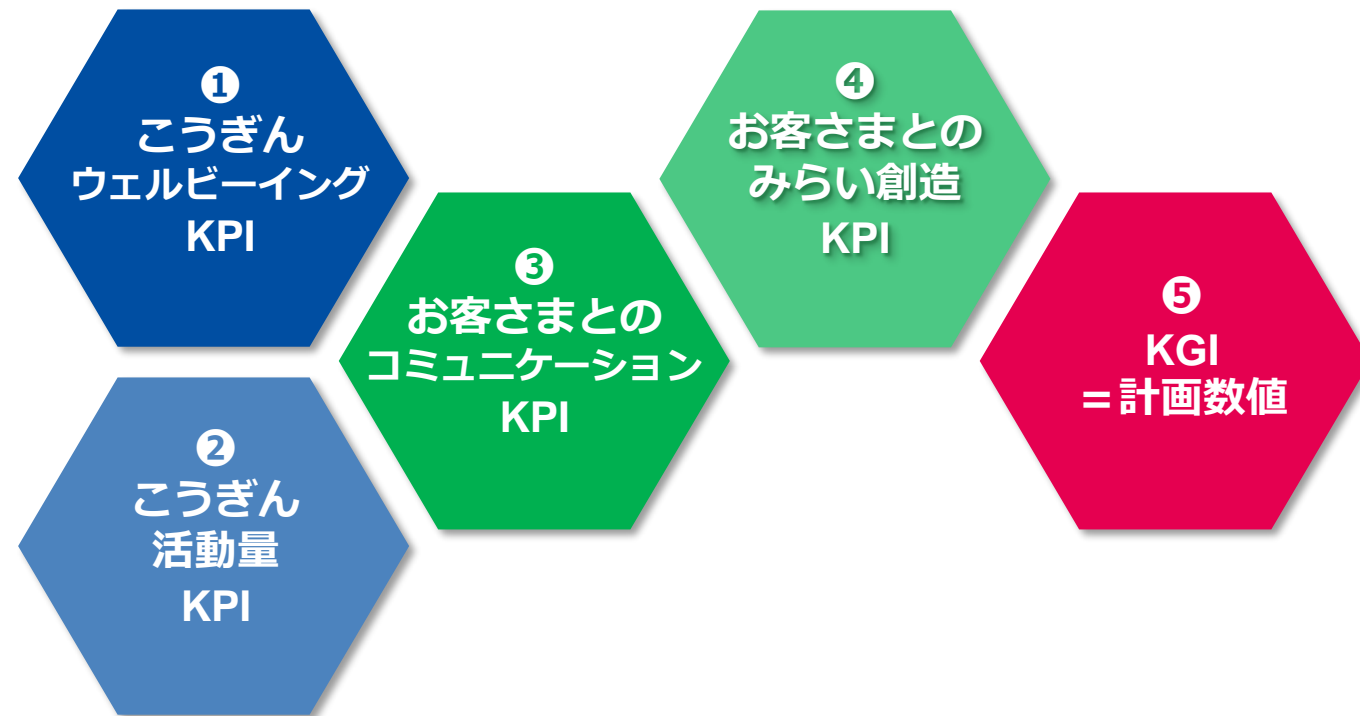 ❶
こうぎん
ウェルビーイング
KPI
❷
こうぎん
活動量
KPI
❸
お客さまとの
コミュニケーション
KPI
❹
お客さまとの
みらい創造
KPI
❺
KGI
＝計画数値